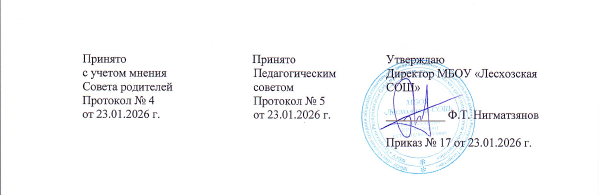 Принято
с учетом мнения
Совета родителей
Протокол № 4
от 23.01.2026 г.
Принято
Педагогическим
советом
Протокол № 5
от 23.01.2026 г.
Утверждаю
Директор МБОУ «Лесхозская
СОШ»
Ф.Т. Нигматзянов
Приказ № 17 от 23.01.2026 г.